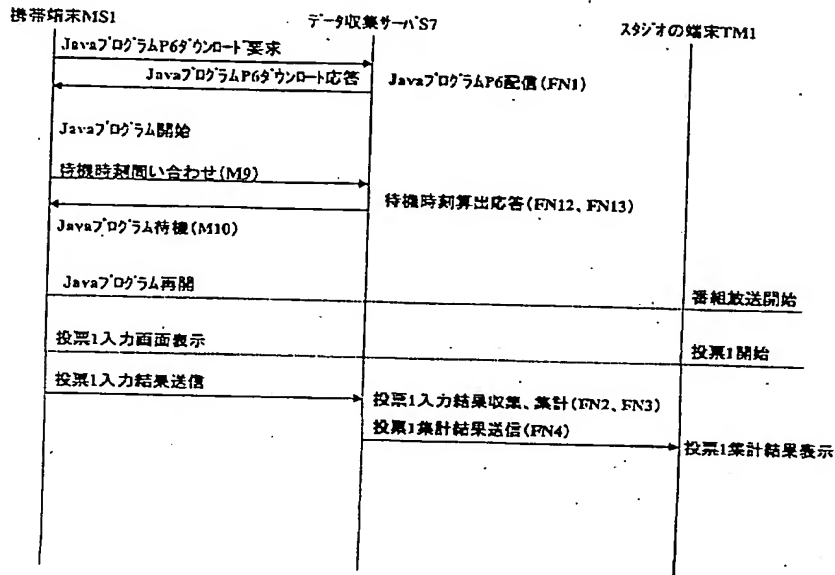 携帯端末MS1
データ収集サーバS7
スタジオの端末TM1
JavaプログラムP6ダウンロード要求
JavaプログラムP6ダウンロード応答
JavaプログラムP6配信(FN1)
Javaプログラム開始
待機時刻問い合わせ(M9)
待機時刻算出応答(FN12、FN13)
Javaプログラム待機(M10)
Javaプログラム再開
番組放送開始
投票1入力画面表示
投票1開始
投票1入力結果送信
投票1入力結果収集、集計(FN2、FN3)
投票1集計結果送信(FN4)
投票1集計結果表示